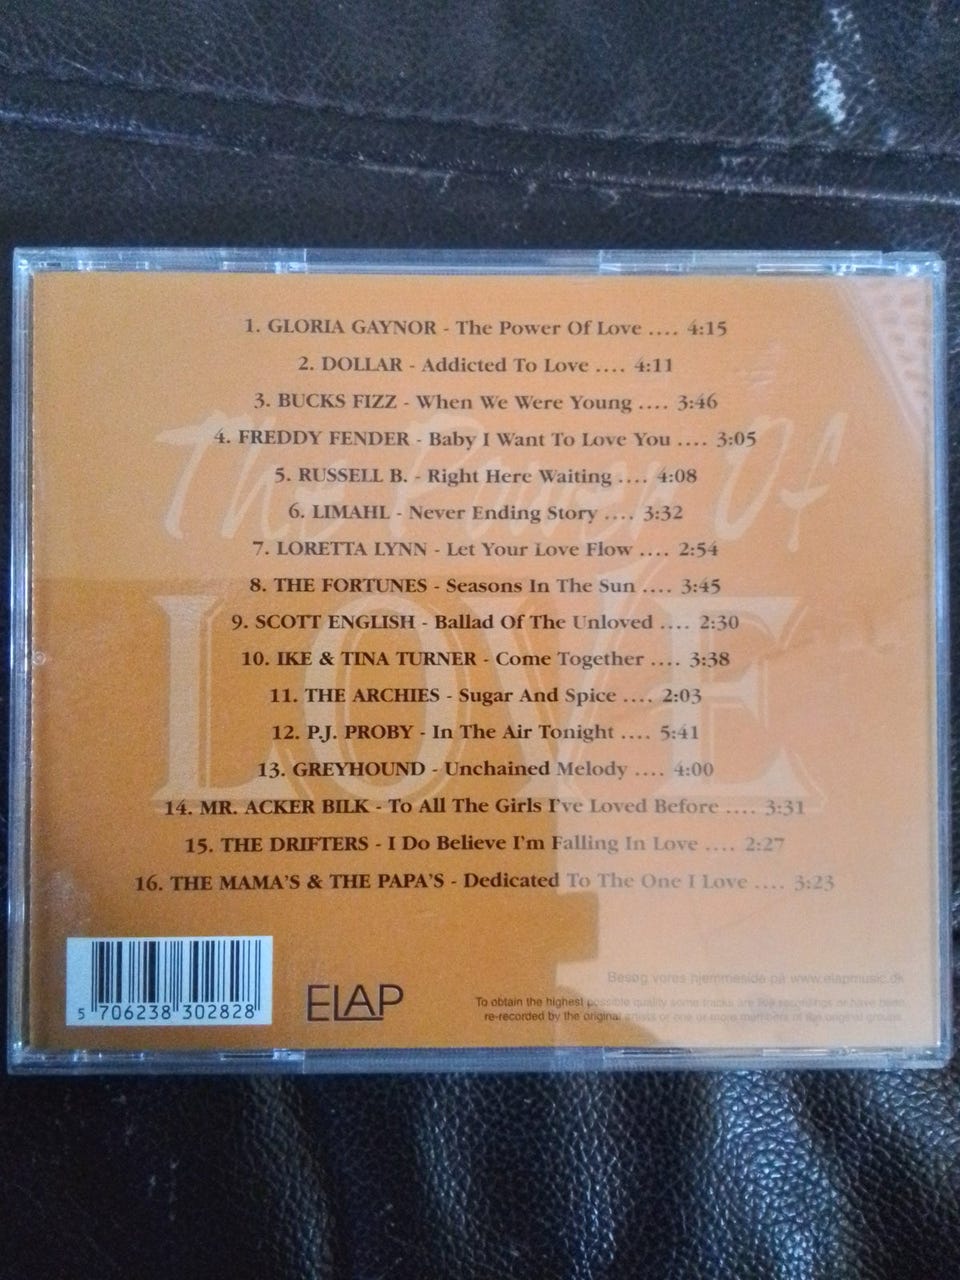 The Power Of
LOVE
1. GLORIA GAYNOR - The Power Of Love .... 4:15
2. DOLLAR - Addicted To Love .... 4:11
3. BUCKS FIZZ - When We Were Young .... 3:46
4. FREDDY FENDER - Baby I Want To Love You .... 3:05
5. RUSSELL B. - Right Here Waiting .... 4:08
6. LIMAHL - Never Ending Story .... 3:32
7. LORETTA LYNN - Let Your Love Flow .... 2:54
8. THE FORTUNES - Seasons In The Sun .... 3:45
9. SCOTT ENGLISH - Ballad Of The Unloved .... 2:30
10. IKE & TINA TURNER - Come Together .... 3:38
11. THE ARCHIES - Sugar And Spice .... 2:03
12. P.J. PROBY - In The Air Tonight .... 5:41
13. GREYHOUND - Unchained Melody .... 4:00
14. MR. ACKER BILK - To All The Girls I've Loved Before .... 3:31
15. THE DRIFTERS - I Do Believe I'm Falling In Love .... 2:27
16. THE MAMA'S & THE PAPA'S - Dedicated To The One I Love .... 3:23
Besøg vores hjemmeside på www.elapmusic.dk
To obtain the highest possible quality some tracks are live recordings or have been
re-recorded by the original artists or one or more members of the original groups.
ELAP
5 706238 302828